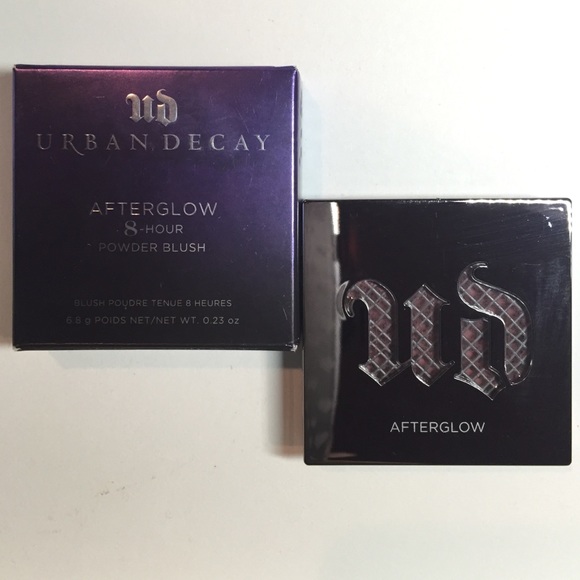 ud
URBAN DECAY
AFTERGLOW
8-HOUR
POWDER BLUSH
BLUSH POUDRE TENUE 8 HEURES
6.8 g POIDS NET/NET WT. 0.23 oz
ud
AFTERGLOW